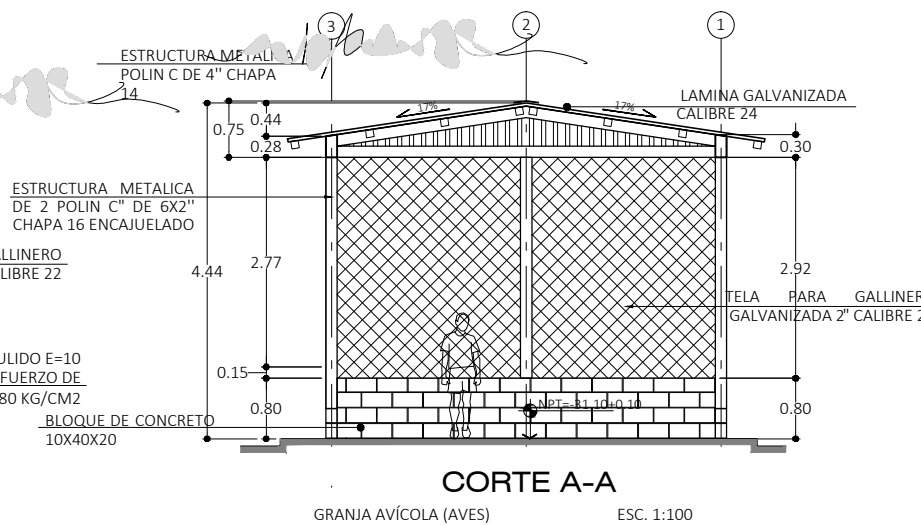 3
2
1
ESTRUCTURA METALICA
POLIN C DE 4" CHAPA
14
17%
17%
LAMINA GALVANIZADA
CALIBRE 24
0.75
0.44
0.28
0.30
ESTRUCTURA METALICA
DE 2 POLIN C" DE 6X2"
CHAPA 16 ENCAJUELADO
ALLINERO
LIBRE 22
4.44
2.77
2.92
TELA PARA GALLINER
GALVANIZADA 2" CALIBRE 2
ULIDO E=10
FUERZO DE
80 KG/CM2
0.15
0.80
0.80
BLOQUE DE CONCRETO
10X40X20
CORTE A-A
GRANJA AVÍCOLA (AVES)
ESC. 1:100